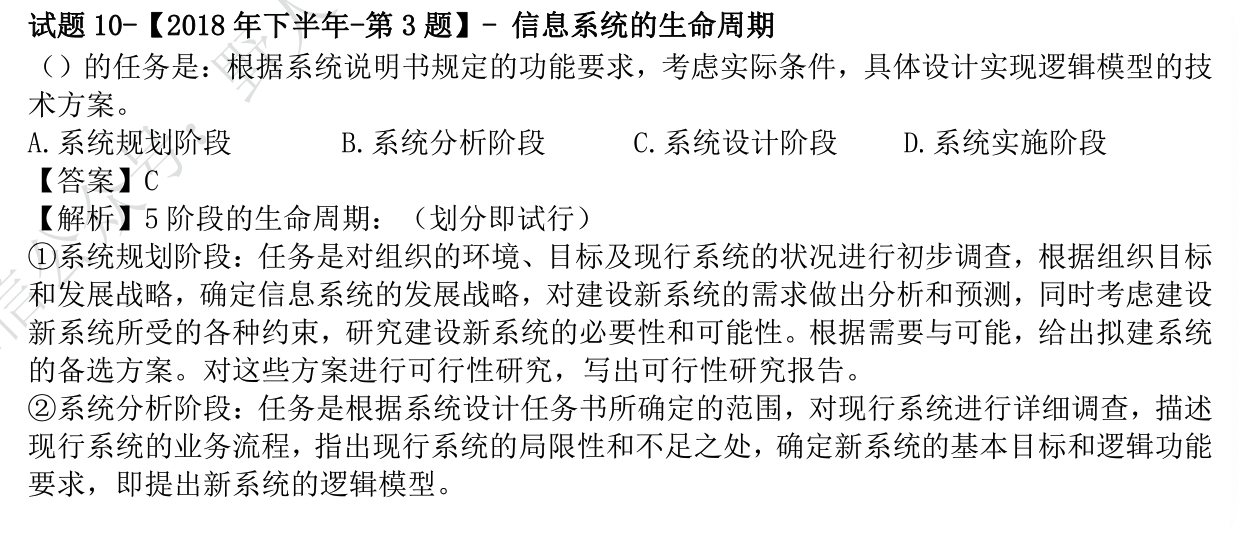 试题 10-【2018 年下半年-第 3 题】- 信息系统的生命周期
（）的任务是：根据系统说明书规定的功能要求，考虑实际条件，具体设计实现逻辑模型的技
术方案。
A.系统规划阶段 B.系统分析阶段 C.系统设计阶段 D.系统实施阶段
【答案】C
【解析】5 阶段的生命周期：（划分即试行）
①系统规划阶段：任务是对组织的环境、目标及现行系统的状况进行初步调查，根据组织目标
和发展战略，确定信息系统的发展战略，对建设新系统的需求做出分析和预测，同时考虑建设
新系统所受的各种约束，研究建设新系统的必要性和可能性。根据需要与可能，给出拟建系统
的备选方案。对这些方案进行可行性研究，写出可行性研究报告。
②系统分析阶段：任务是根据系统设计任务书所确定的范围，对现行系统进行详细调查，描述
现行系统的业务流程，指出现行系统的局限性和不足之处，确定新系统的基本目标和逻辑功能
要求，即提出新系统的逻辑模型。